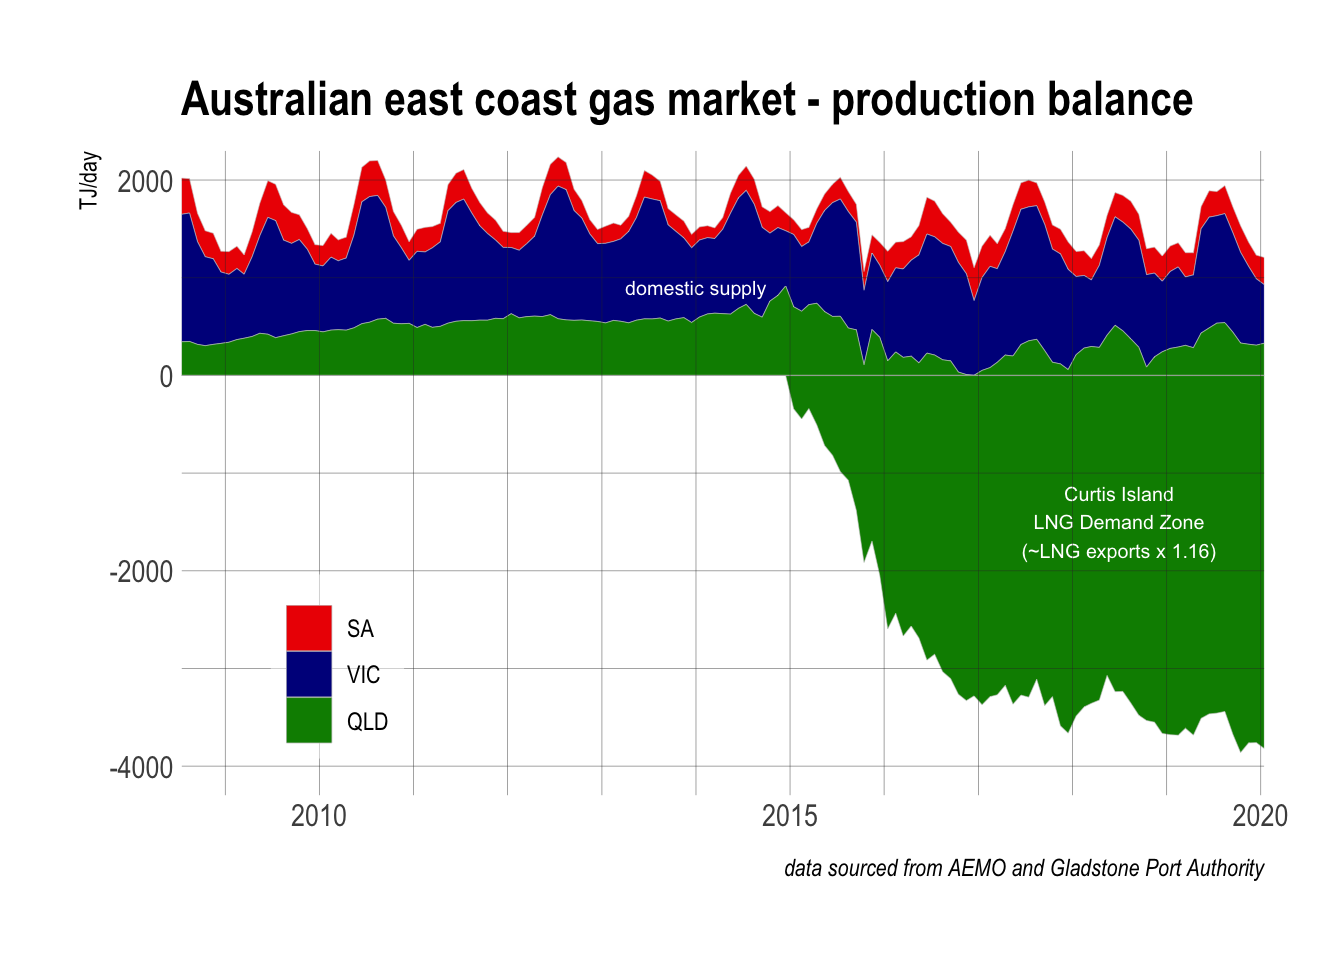 Australian east coast gas market - production balance
TJ/day
2000
0
-2000
-4000
domestic supply
Curtis Island
LNG Demand Zone
(~LNG exports x 1.16)
SA
VIC
QLD
2010
2015
2020
data sourced from AEMO and Gladstone Port Authority